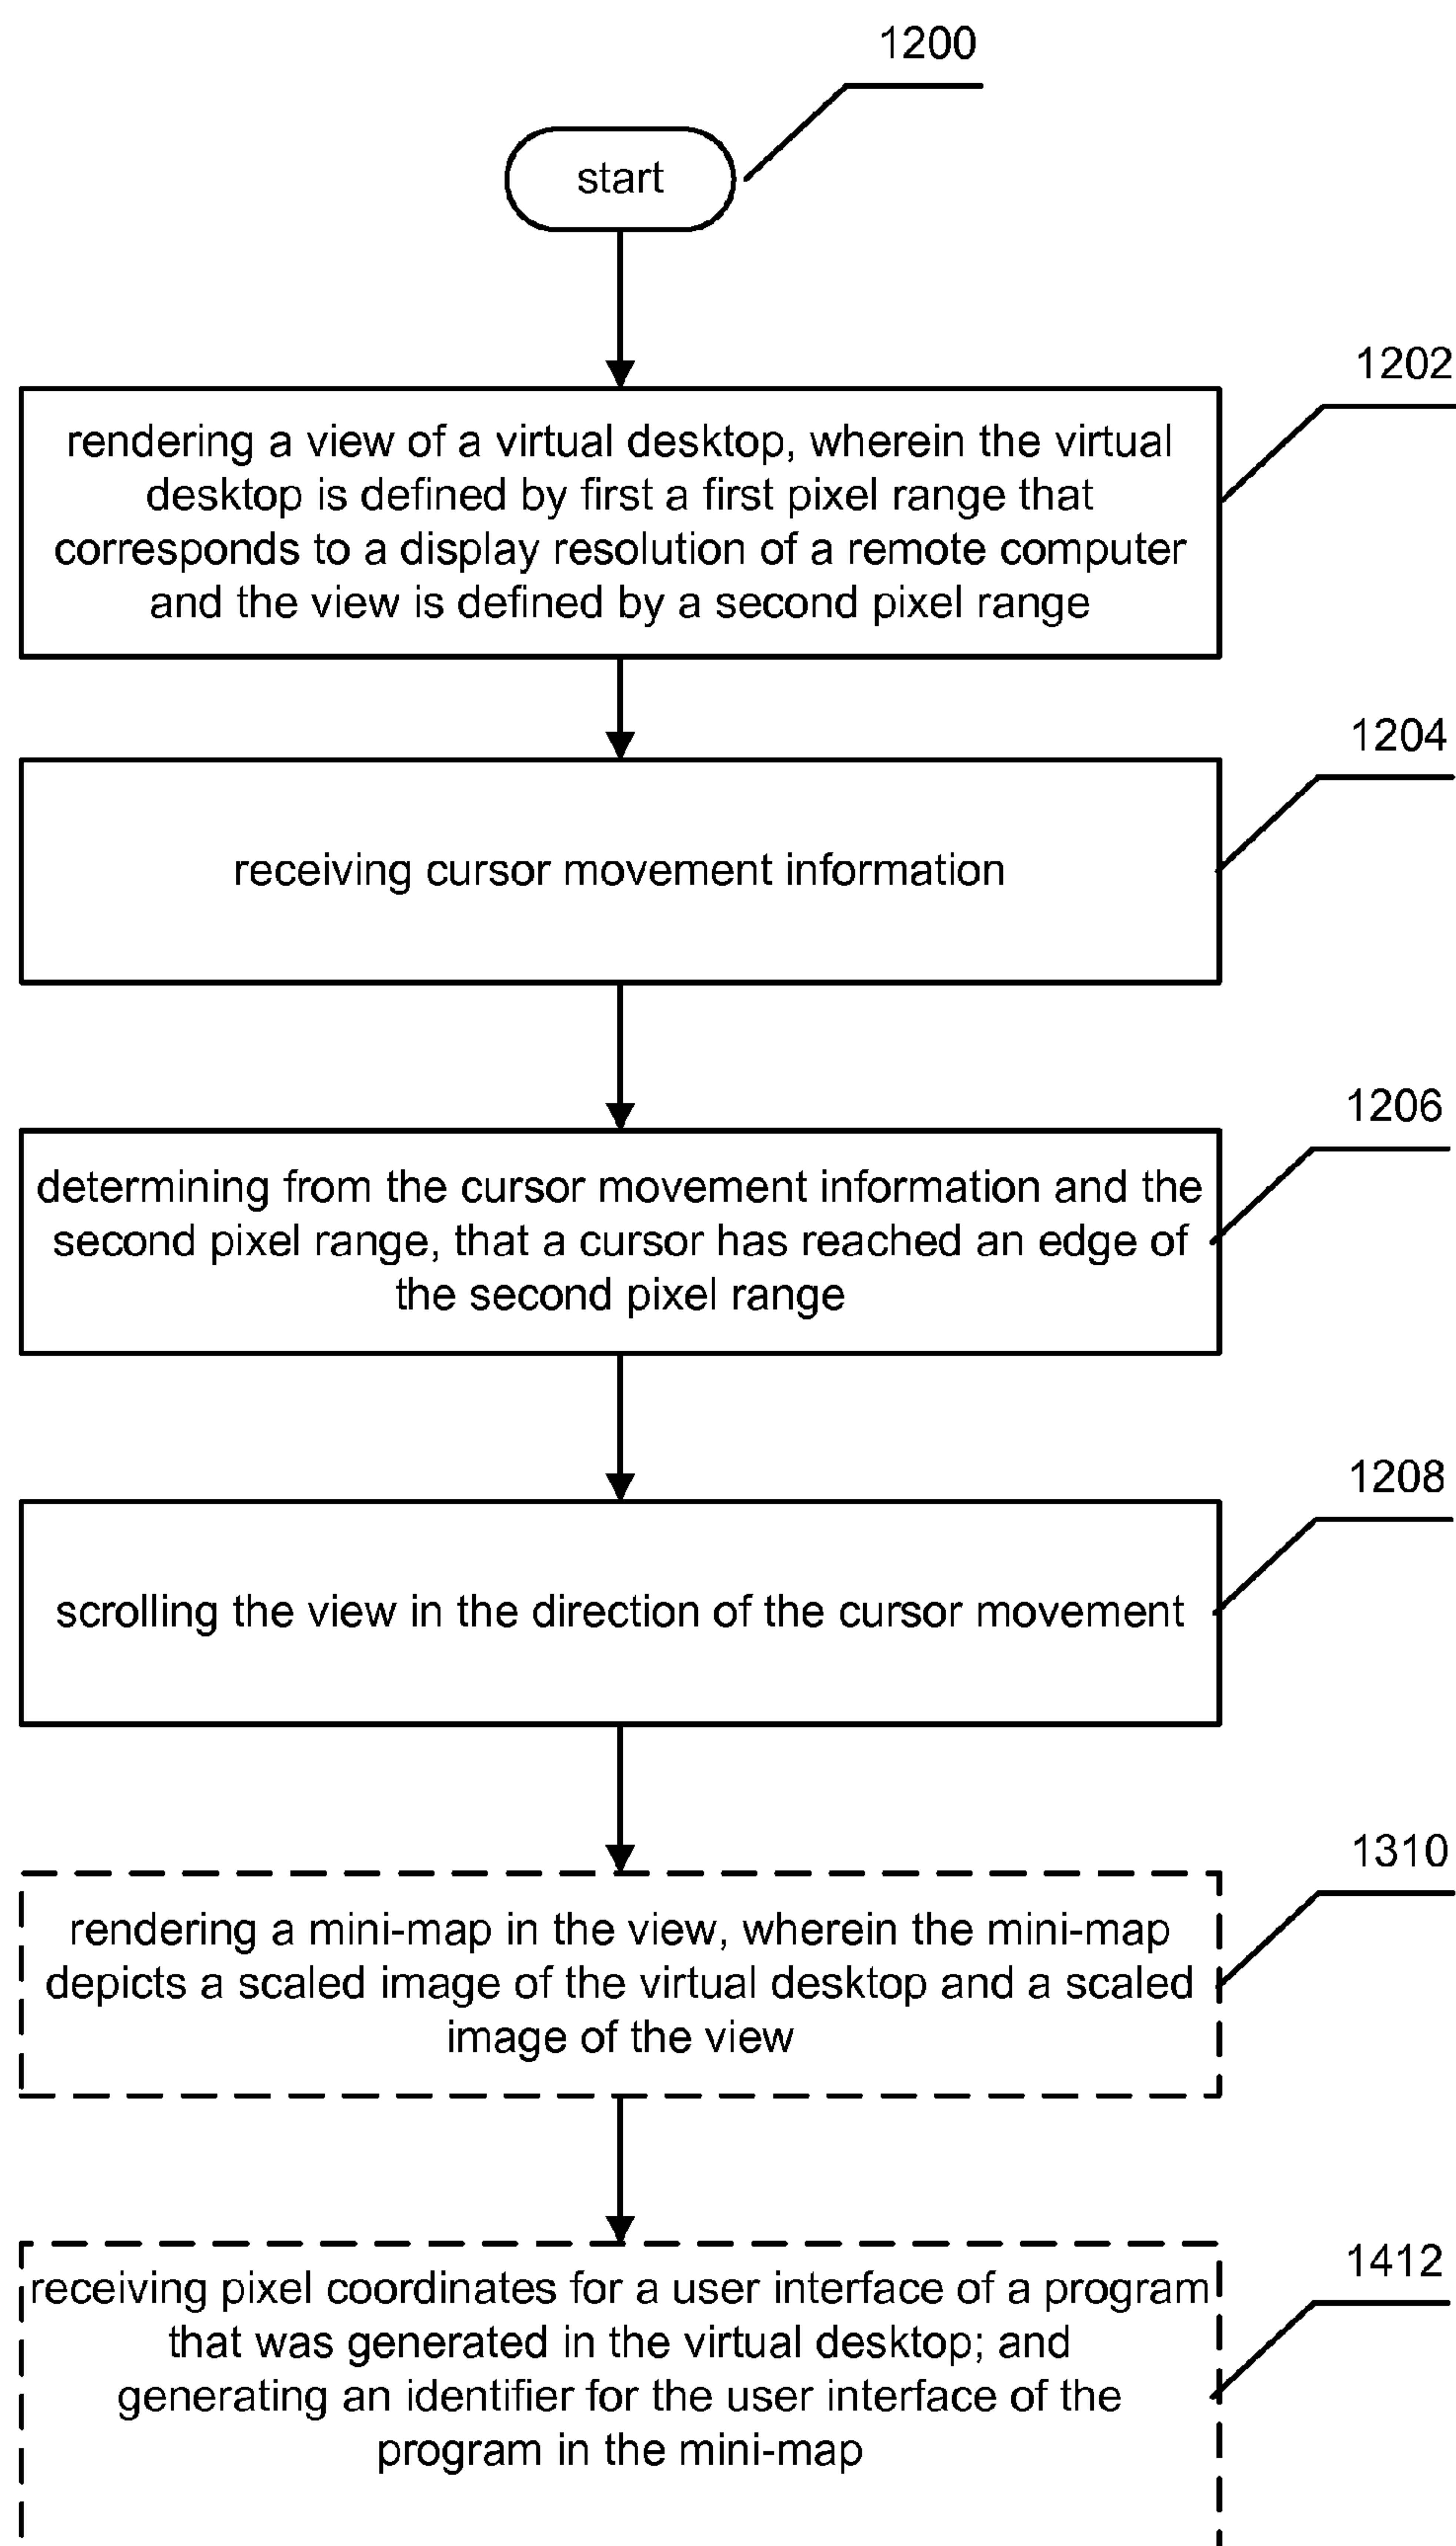 1200
start
1202
rendering a view of a virtual desktop, wherein the virtual
desktop is defined by first a first pixel range that
corresponds to a display resolution of a remote computer
and the view is defined by a second pixel range
1204
receiving cursor movement information
1206
determining from the cursor movement information and the
second pixel range, that a cursor has reached an edge of
the second pixel range
1208
scrolling the view in the direction of the cursor movement
1310
rendering a mini-map in the view, wherein the mini-map
depicts a scaled image of the virtual desktop and a scaled
image of the view
1412
receiving pixel coordinates for a user interface of a program
that was generated in the virtual desktop; and
generating an identifier for the user interface of the
program in the mini-map